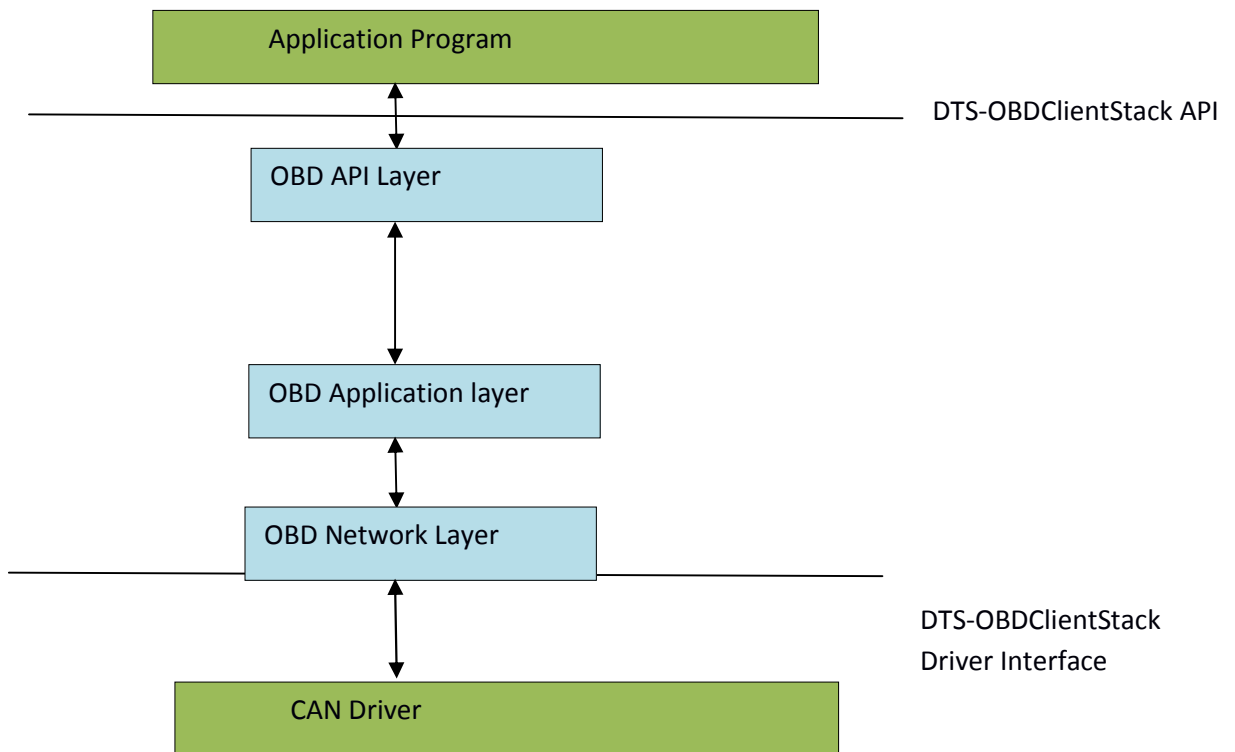 Application Program
DTS-OBDClientStack API
OBD API Layer
OBD Application layer
OBD Network Layer
DTS-OBDClientStack
Driver Interface
CAN Driver